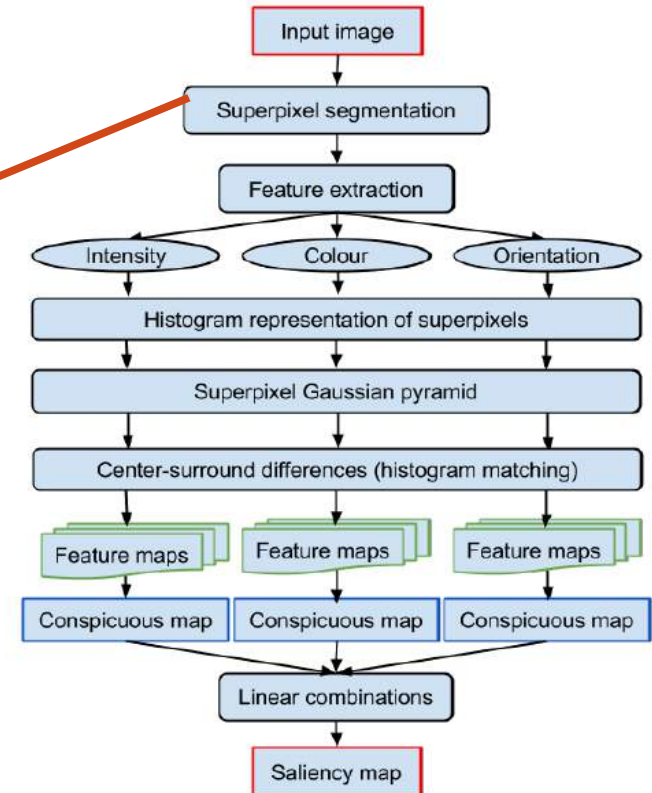 Input image
Superpixel segmentation
Feature extraction
Intensity
Colour
Orientation
Histogram representation of superpixels
Superpixel Gaussian pyramid
Center-surround differences (histogram matching)
Feature maps
Feature maps
Feature maps
Conspicuous map
Conspicuous map
Conspicuous map
Linear combinations
Saliency map